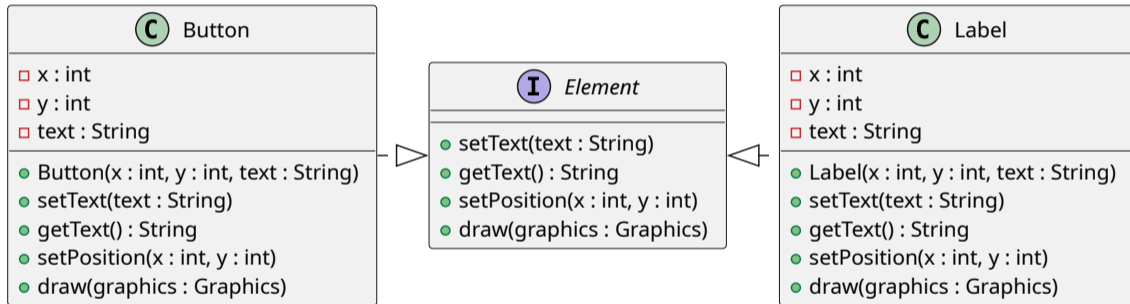 C Button
x : int
y : int
text : String
Button(x : int, y : int, text : String)
setText(text : String)
getText() : String
setPosition(x : int, y : int)
draw(graphics : Graphics)
I Element
setText(text : String)
getText() : String
setPosition(x : int, y : int)
draw(graphics : Graphics)
C Label
x : int
y : int
text : String
Label(x : int, y : int, text : String)
setText(text : String)
getText() : String
setPosition(x : int, y : int)
draw(graphics : Graphics)